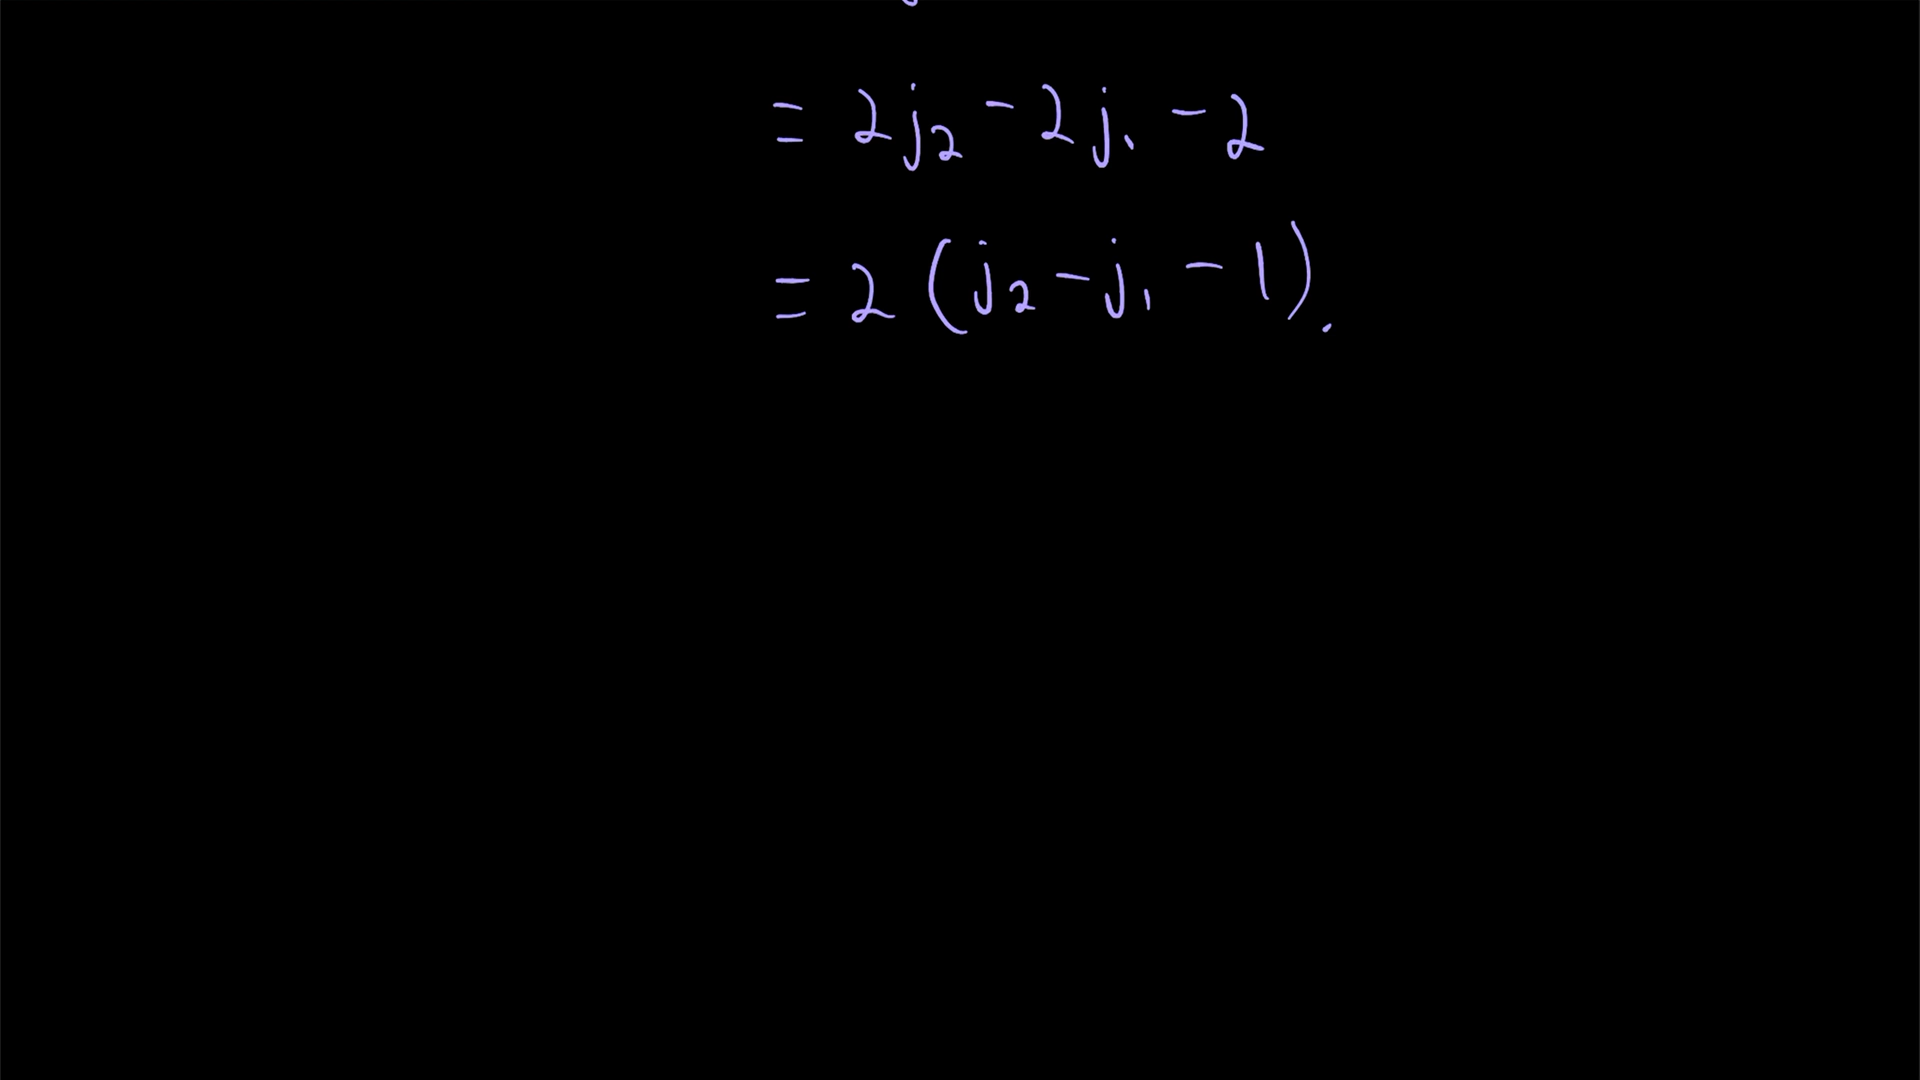 = 2j₂ - 2j₁ - 2
= 2 (j₂ - j₁ - 1).